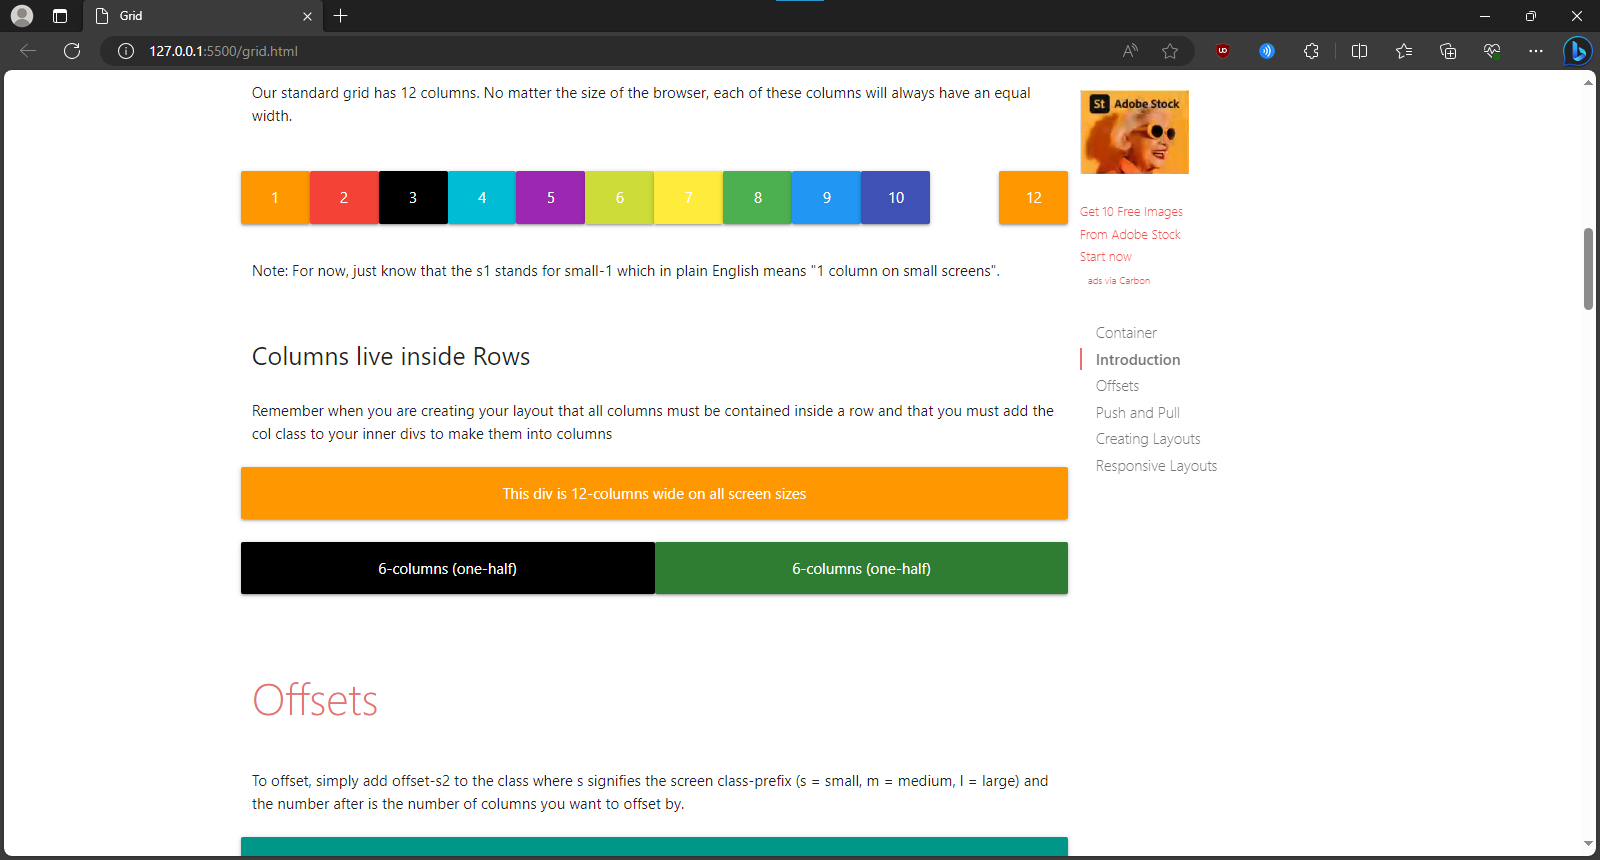 Grid
127.0.0.1:5500/grid.html
Our standard grid has 12 columns. No matter the size of the browser, each of these columns will always have an equal
width.
1 2 3 4 5 6 7 8 9 10 12
Note: For now, just know that the s1 stands for small-1 which in plain English means "1 column on small screens".
Columns live inside Rows
Remember when you are creating your layout that all columns must be contained inside a row and that you must add the
col class to your inner divs to make them into columns
This div is 12-columns wide on all screen sizes
6-columns (one-half) 6-columns (one-half)
Offsets
To offset, simply add offset-s2 to the class where s signifies the screen class-prefix (s = small, m = medium, l = large) and
the number after is the number of columns you want to offset by.
St Adobe Stock
Get 10 Free Images
From Adobe Stock
Start now
ads via Carbon
Container
Introduction
Offsets
Push and Pull
Creating Layouts
Responsive Layouts